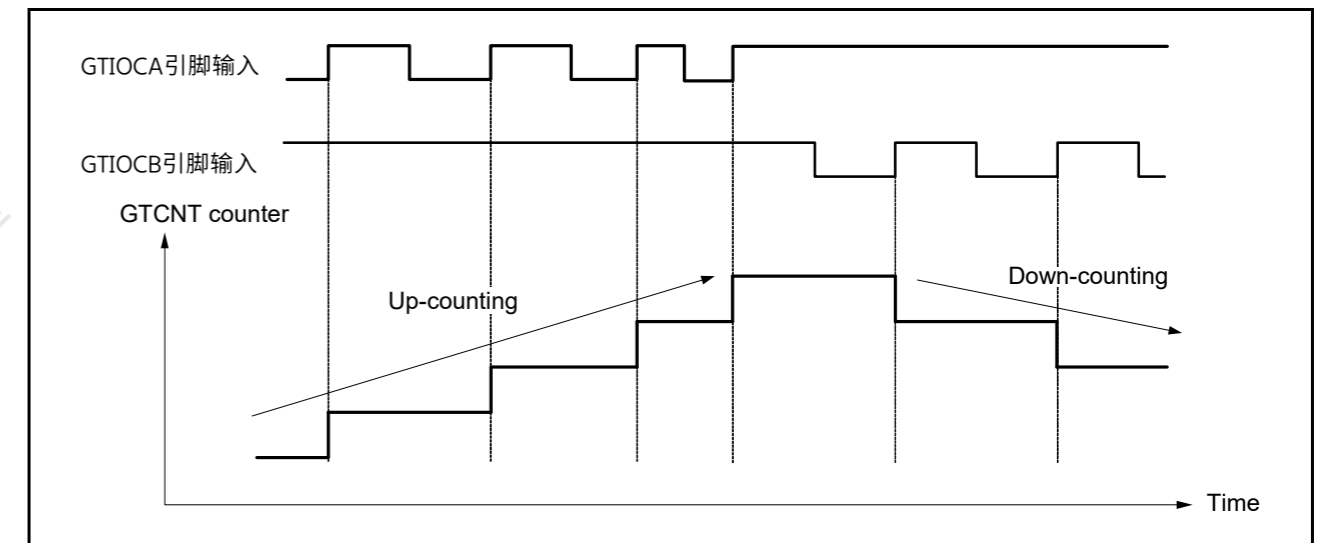 GTIOCA引脚输入
GTIOCB引脚输入
GTCNT counter
Up-counting
Down-counting
Time